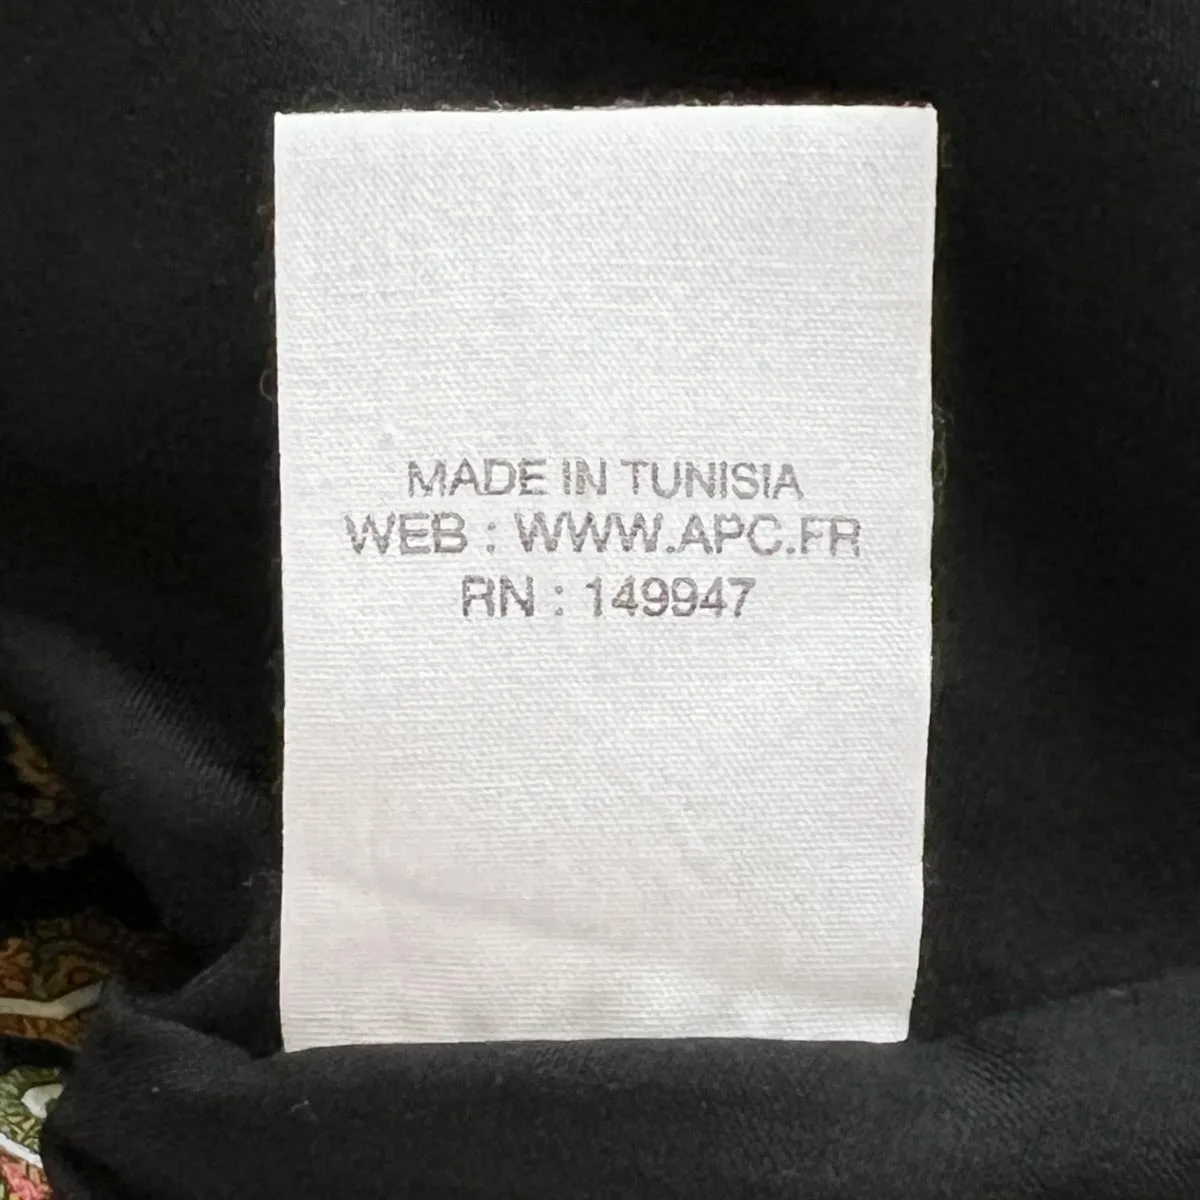 MADE IN TUNISIA
WEB : WWW.APC.FR
RN : 149947